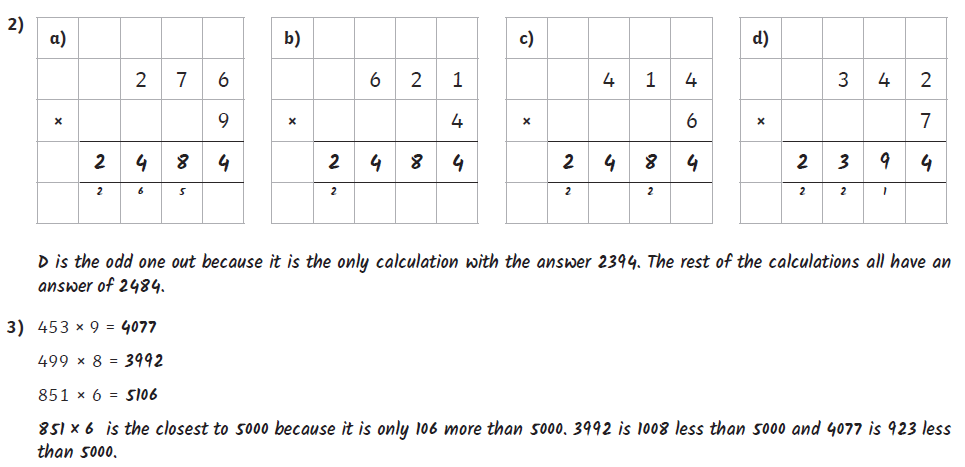 2) a) b) c) d)
2 7 6 6 2 1 4 1 4 3 4 2
× 9 × 4 × 6 × 7
2 4 8 4 2 4 8 4 2 4 8 4 2 3 9 4
2 6 5 2 2 2 2 2 1
D is the odd one out because it is the only calculation with the answer 2394. The rest of the calculations all have an
answer of 2484.
3) 453 × 9 = 4077
499 × 8 = 3992
851 × 6 = 5106
851 × 6 is the closest to 5000 because it is only 106 more than 5000. 3992 is 1008 less than 5000 and 4077 is 923 less
than 5000.